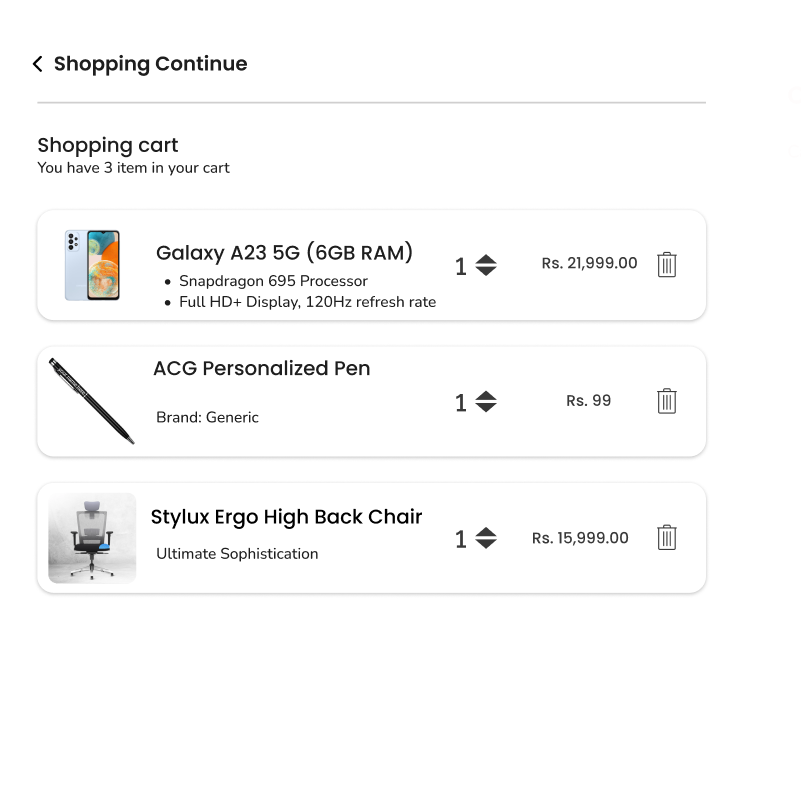 Shopping Continue
Shopping cart
You have 3 item in your cart
Galaxy A23 5G (6GB RAM)
• Snapdragon 695 Processor
• Full HD+ Display, 120Hz refresh rate
1
Rs. 21,999.00
ACG Personalized Pen
Brand: Generic
1
Rs. 99
Stylux Ergo High Back Chair
Ultimate Sophistication
1
Rs. 15,999.00